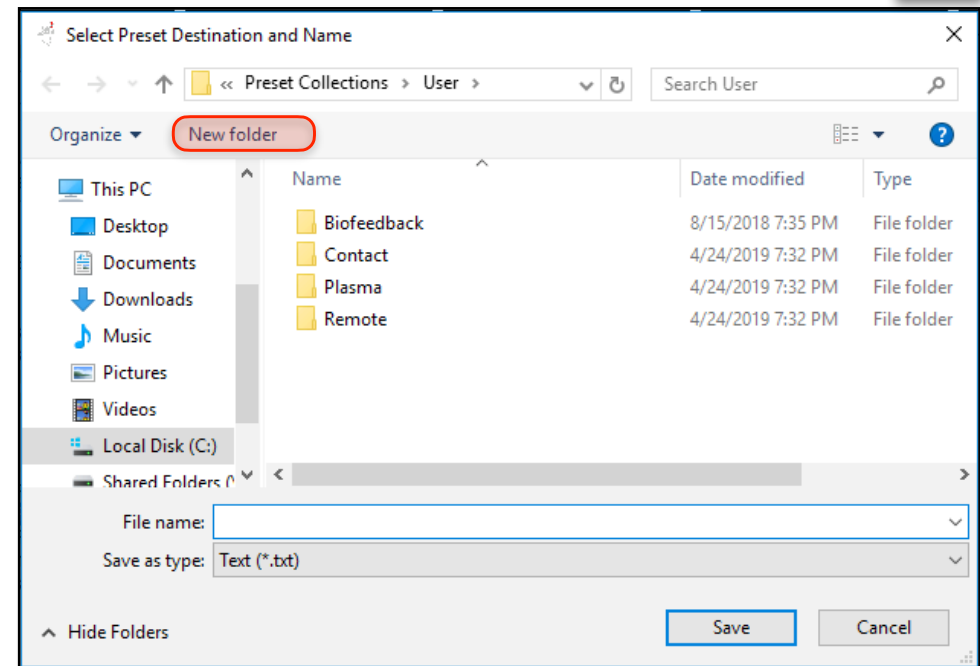 Select Preset Destination and Name
« Preset Collections > User >
Search User
Organize
New folder
?
This PC
Desktop
Documents
Downloads
Music
Pictures
Videos
Local Disk (C:)
Shared Folders (
Name Date modified Type
Biofeedback 8/15/2018 7:35 PM File folder
Contact 4/24/2019 7:32 PM File folder
Plasma 4/24/2019 7:32 PM File folder
Remote 4/24/2019 7:32 PM File folder
File name:
Save as type: Text (*.txt)
Hide Folders
Save
Cancel